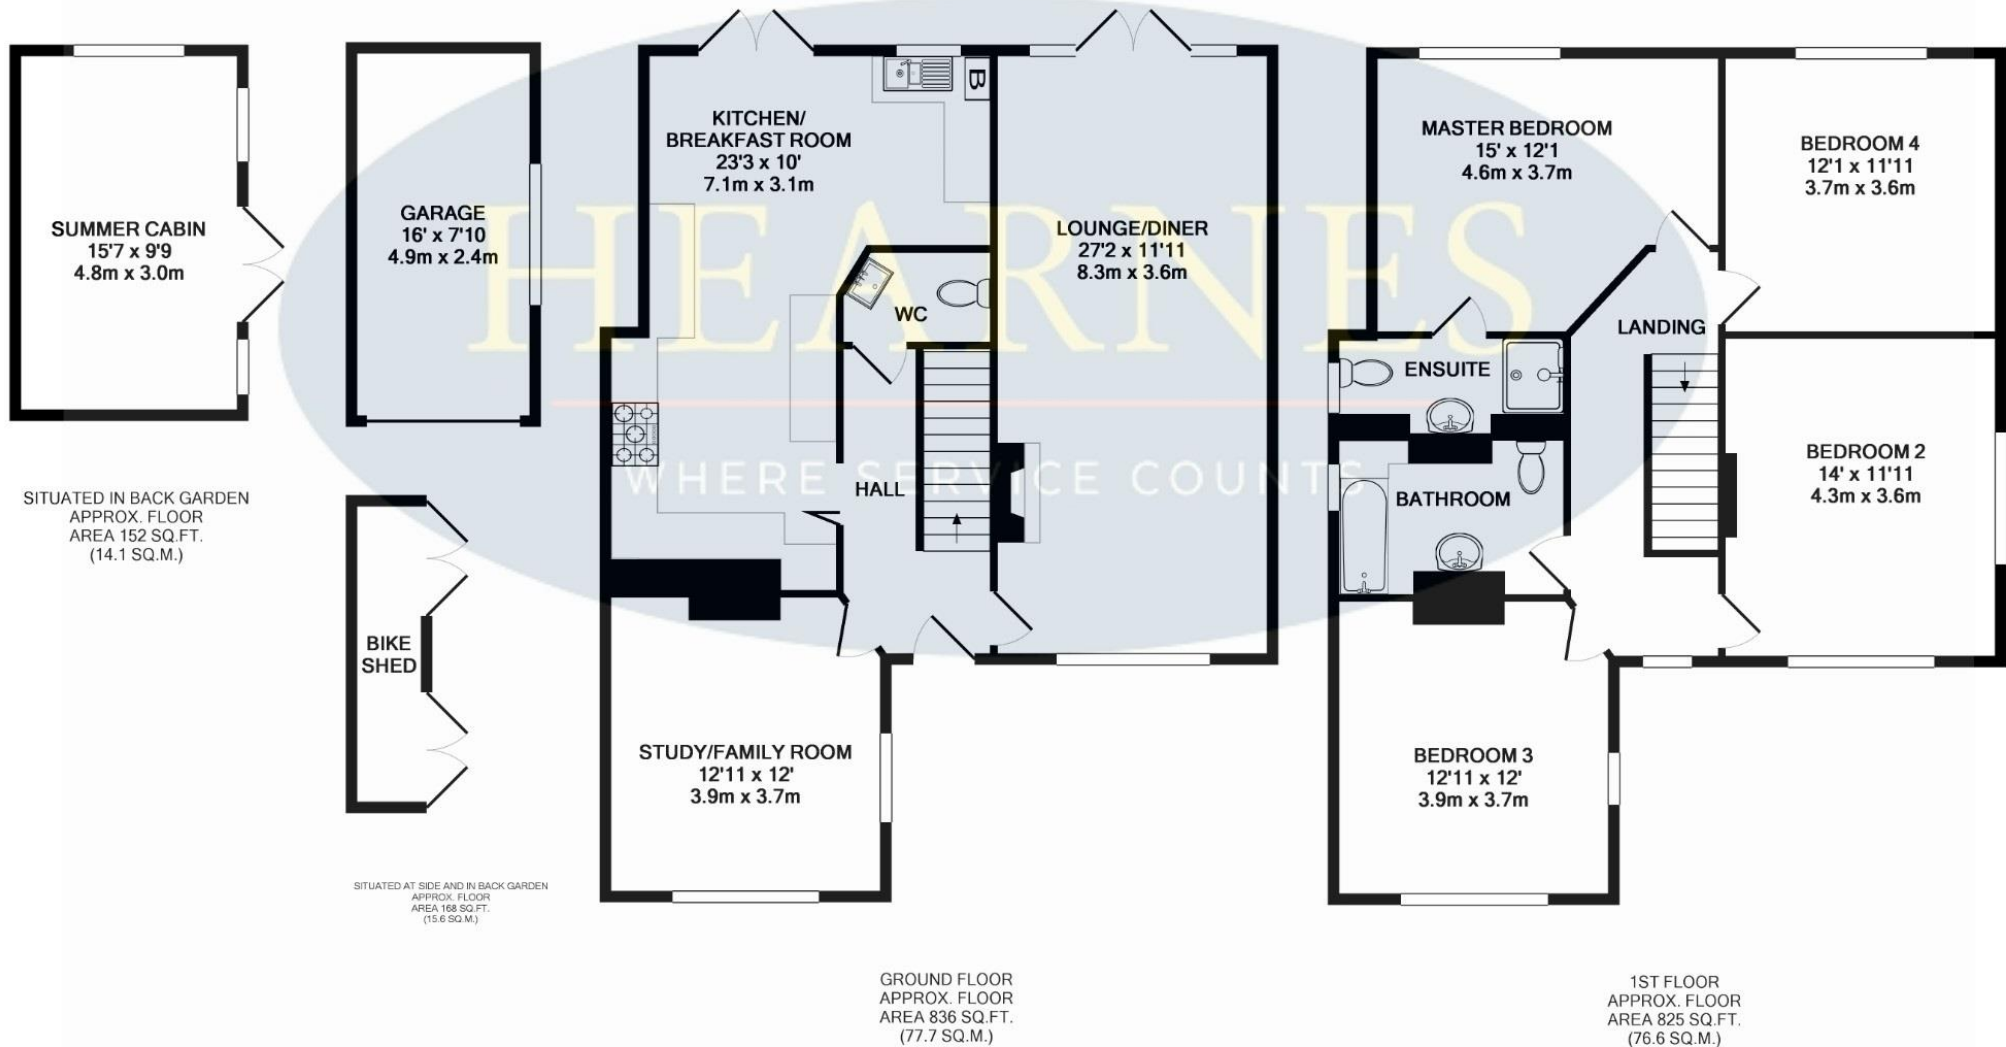 SUMMER CABIN
15'7 x 9'9
4.8m x 3.0m
SITUATED IN BACK GARDEN
APPROX. FLOOR
AREA 152 SQ.FT.
(14.1 SQ.M.)
GARAGE
16' x 7'10
4.9m x 2.4m
BIKE
SHED
SITUATED AT SIDE AND IN BACK GARDEN
APPROX. FLOOR
AREA 168 SQ.FT.
(15.6 SQ.M.)
KITCHEN/
BREAKFAST ROOM
23'3 x 10'
7.1m x 3.1m
B
LOUNGE/DINER
27'2 x 11'11
8.3m x 3.6m
WC
HALL
STUDY/FAMILY ROOM
12'11 x 12'
3.9m x 3.7m
GROUND FLOOR
APPROX. FLOOR
AREA 836 SQ.FT.
(77.7 SQ.M.)
MASTER BEDROOM
15' x 12'1
4.6m x 3.7m
BEDROOM 4
12'1 x 11'11
3.7m x 3.6m
LANDING
ENSUITE
BATHROOM
BEDROOM 2
14' x 11'11
4.3m x 3.6m
BEDROOM 3
12'11 x 12'
3.9m x 3.7m
1ST FLOOR
APPROX. FLOOR
AREA 825 SQ.FT.
(76.6 SQ.M.)
HEARNES
WHERE SERVICE COUNTS